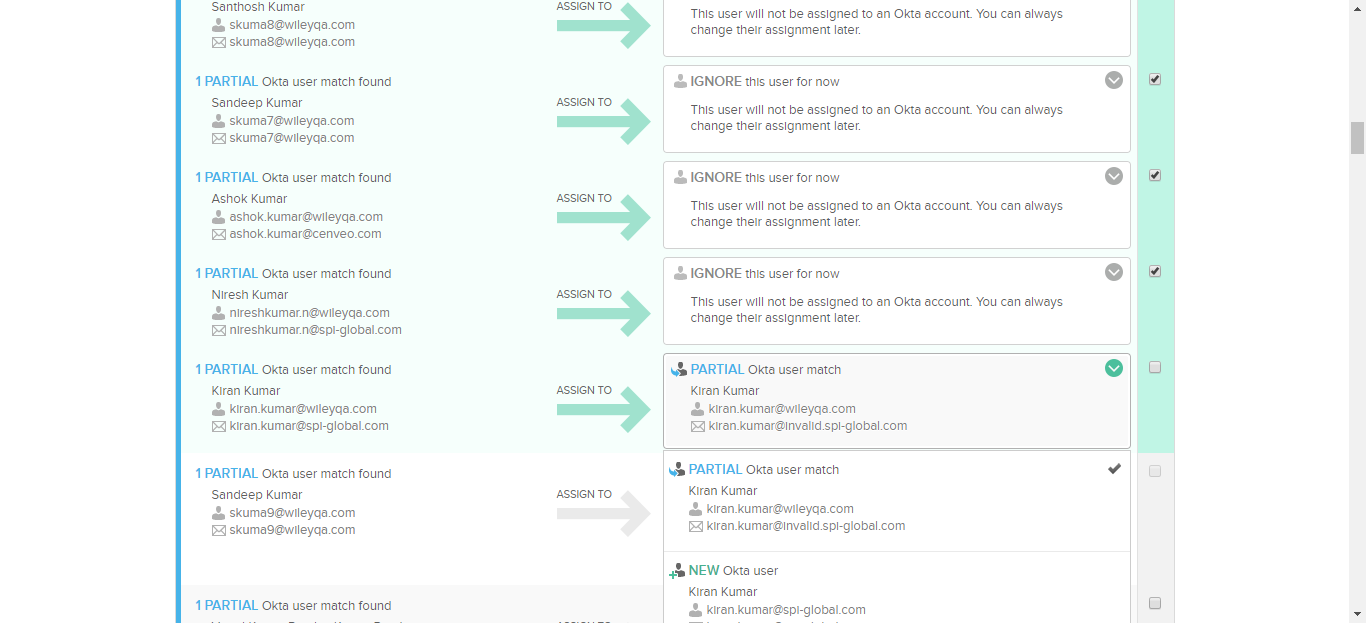 Santhosh Kumar
skuma8@wileyqa.com
skuma8@wileyqa.com
ASSIGN TO
This user will not be assigned to an Okta account. You can always
change their assignment later.
1 PARTIAL Okta user match found
Sandeep Kumar
skuma7@wileyqa.com
skuma7@wileyqa.com
ASSIGN TO
IGNORE this user for now
This user will not be assigned to an Okta account. You can always
change their assignment later.
1 PARTIAL Okta user match found
Ashok Kumar
ashok.kumar@wileyqa.com
ashok.kumar@cenveo.com
ASSIGN TO
IGNORE this user for now
This user will not be assigned to an Okta account. You can always
change their assignment later.
1 PARTIAL Okta user match found
Niresh Kumar
nireshkumar.n@wileyqa.com
nireshkumar.n@spi-global.com
ASSIGN TO
IGNORE this user for now
This user will not be assigned to an Okta account. You can always
change their assignment later.
1 PARTIAL Okta user match found
Kiran Kumar
kiran.kumar@wileyqa.com
kiran.kumar@spi-global.com
ASSIGN TO
PARTIAL Okta user match
Kiran Kumar
kiran.kumar@wileyqa.com
kiran.kumar@invalid.spi-global.com
1 PARTIAL Okta user match found
Sandeep Kumar
skuma9@wileyqa.com
skuma9@wileyqa.com
ASSIGN TO
PARTIAL Okta user match
Kiran Kumar
kiran.kumar@wileyqa.com
kiran.kumar@invalid.spi-global.com
NEW Okta user
Kiran Kumar
kiran.kumar@spi-global.com
1 PARTIAL Okta user match found